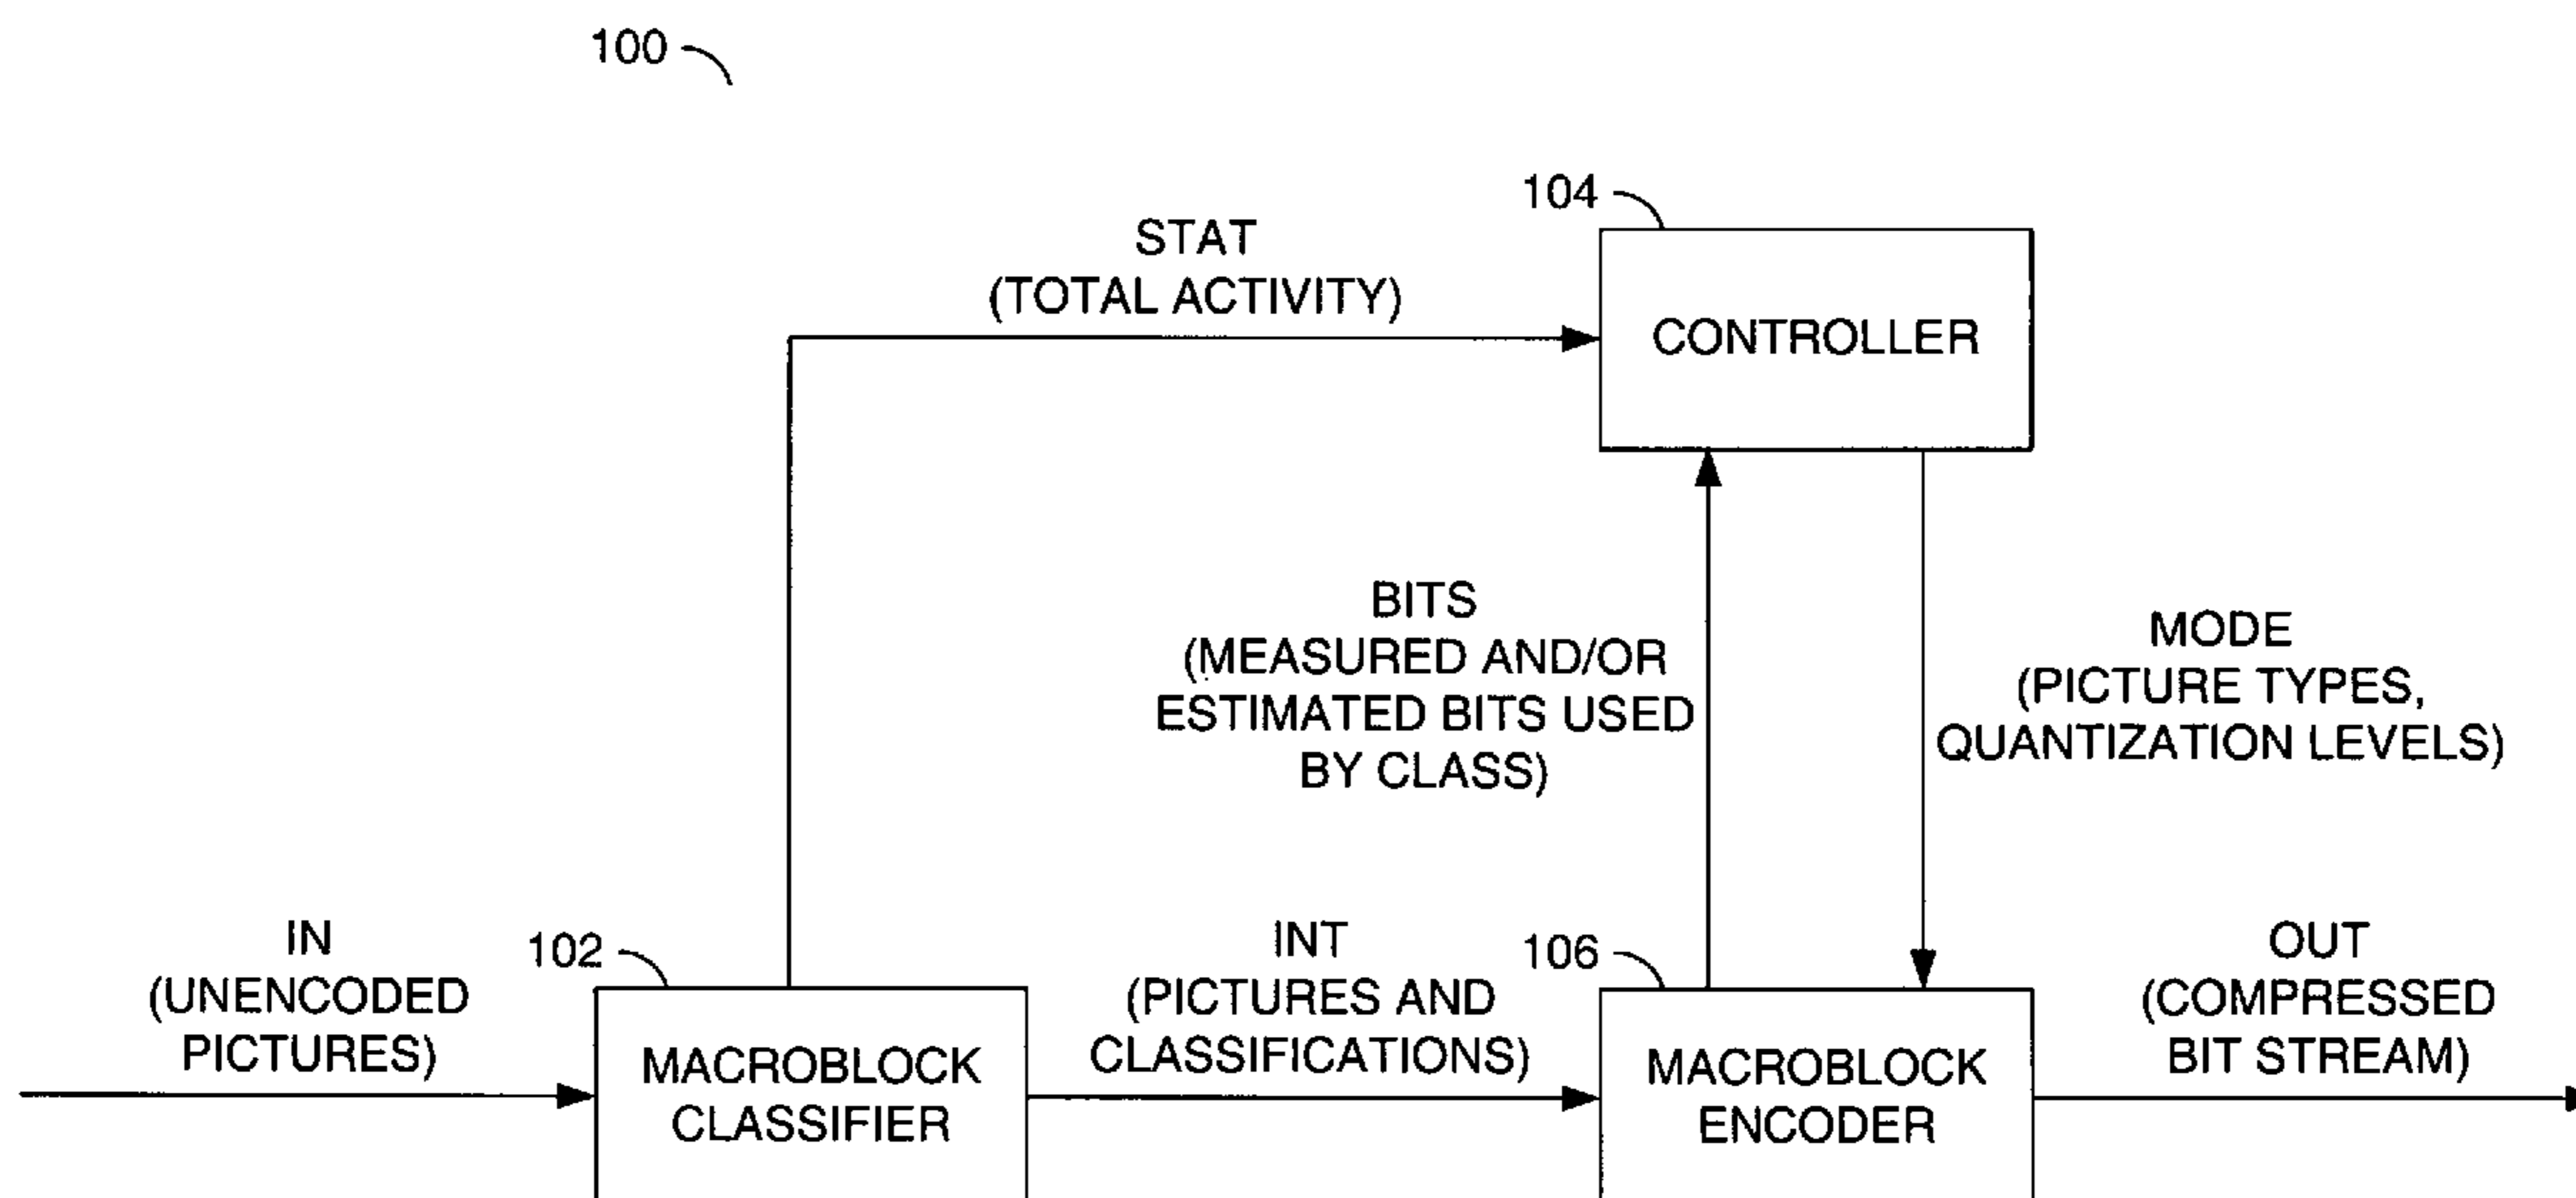 100
104
STAT
(TOTAL ACTIVITY)
CONTROLLER
BITS
(MEASURED AND/OR
ESTIMATED BITS USED
BY CLASS)
MODE
(PICTURE TYPES,
QUANTIZATION LEVELS)
IN
(UNENCODED
PICTURES)
102
INT
(PICTURES AND
CLASSIFICATIONS)
106
OUT
(COMPRESSED
BIT STREAM)
MACROBLOCK
CLASSIFIER
MACROBLOCK
ENCODER